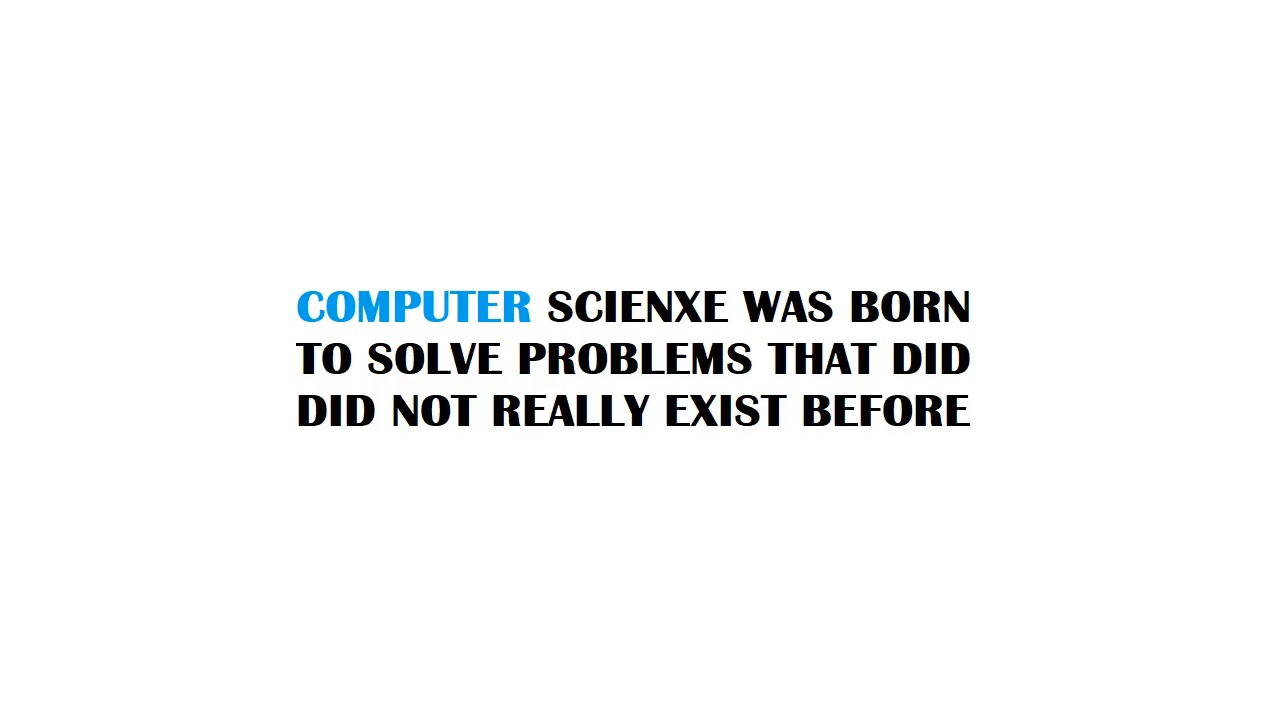 COMPUTER SCIENXE WAS BORN
TO SOLVE PROBLEMS THAT DID
DID NOT REALLY EXIST BEFORE